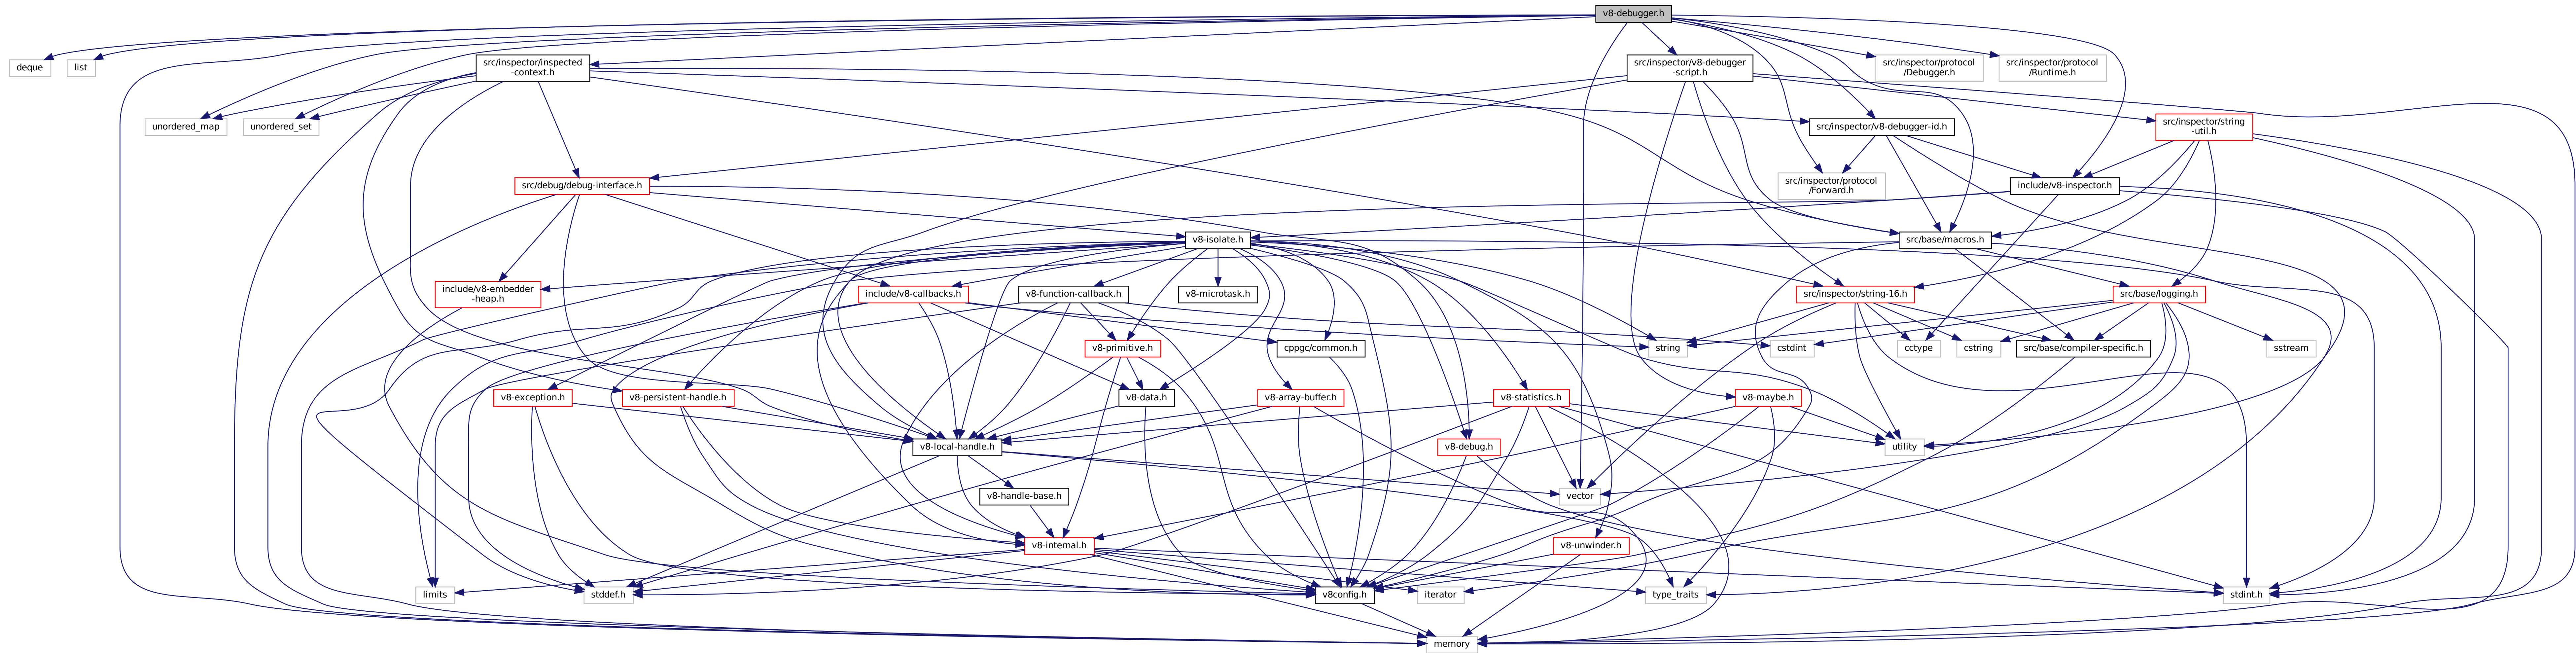 v8-debugger.h
deque
list
src/inspector/inspected
-context.h
src/inspector/v8-debugger
-script.h
src/inspector/protocol
/Debugger.h
src/inspector/protocol
/Runtime.h
unordered_map
unordered_set
src/inspector/v8-debugger-id.h
src/inspector/string
-util.h
src/debug/debug-interface.h
src/inspector/protocol
/Forward.h
include/v8-inspector.h
v8-isolate.h
src/base/macros.h
include/v8-embedder
-heap.h
include/v8-callbacks.h
v8-function-callback.h
v8-microtask.h
src/inspector/string-16.h
src/base/logging.h
v8-primitive.h
cppgc/common.h
string
cstdint
cctype
cstring
src/base/compiler-specific.h
sstream
v8-exception.h
v8-persistent-handle.h
v8-data.h
v8-array-buffer.h
v8-statistics.h
v8-maybe.h
v8-local-handle.h
v8-debug.h
utility
v8-handle-base.h
vector
v8-internal.h
v8-unwinder.h
limits
stddef.h
v8config.h
iterator
type_traits
stdint.h
memory